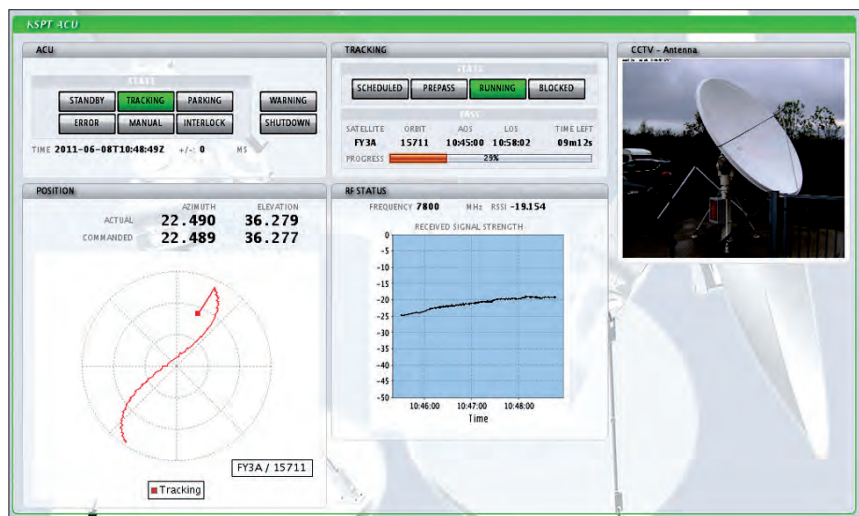 KSPT ACU
ACU
STATE
STANDBY TRACKING PARKING WARNING
ERROR MANUAL INTERLOCK SHUTDOWN
TIME 2011-06-08T10:48:49Z +/-: 0 MS
TRACKING
STATE
SCHEDULED PREPASS RUNNING BLOCKED
PASS
SATELLITE ORBIT AOS LOS TIME LEFT
FY3A 15711 10:45:00 10:58:02 09m12s
PROGRESS 29%
CCTV - Antenna
POSITION
AZIMUTH ELEVATION
ACTUAL 22.490 36.279
COMMANDED 22.489 36.277
FY3A / 15711
Tracking
RF STATUS
FREQUENCY 7800 MHz RSSI -19.154
RECEIVED SIGNAL STRENGTH
0
-5
-10
-15
-20
-25
-30
-35
-40
-45
-50
10:46:00 10:47:00 10:48:00
Time